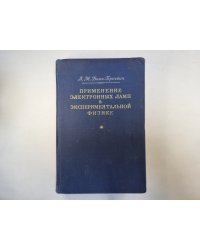 А. М. Бонч-Бруевич
ПРИМЕНЕНИЕ
ЭЛЕКТРОННЫХ ЛАМП
В
ЭКСПЕРИМЕНТАЛЬНОЙ
ФИЗИКЕ